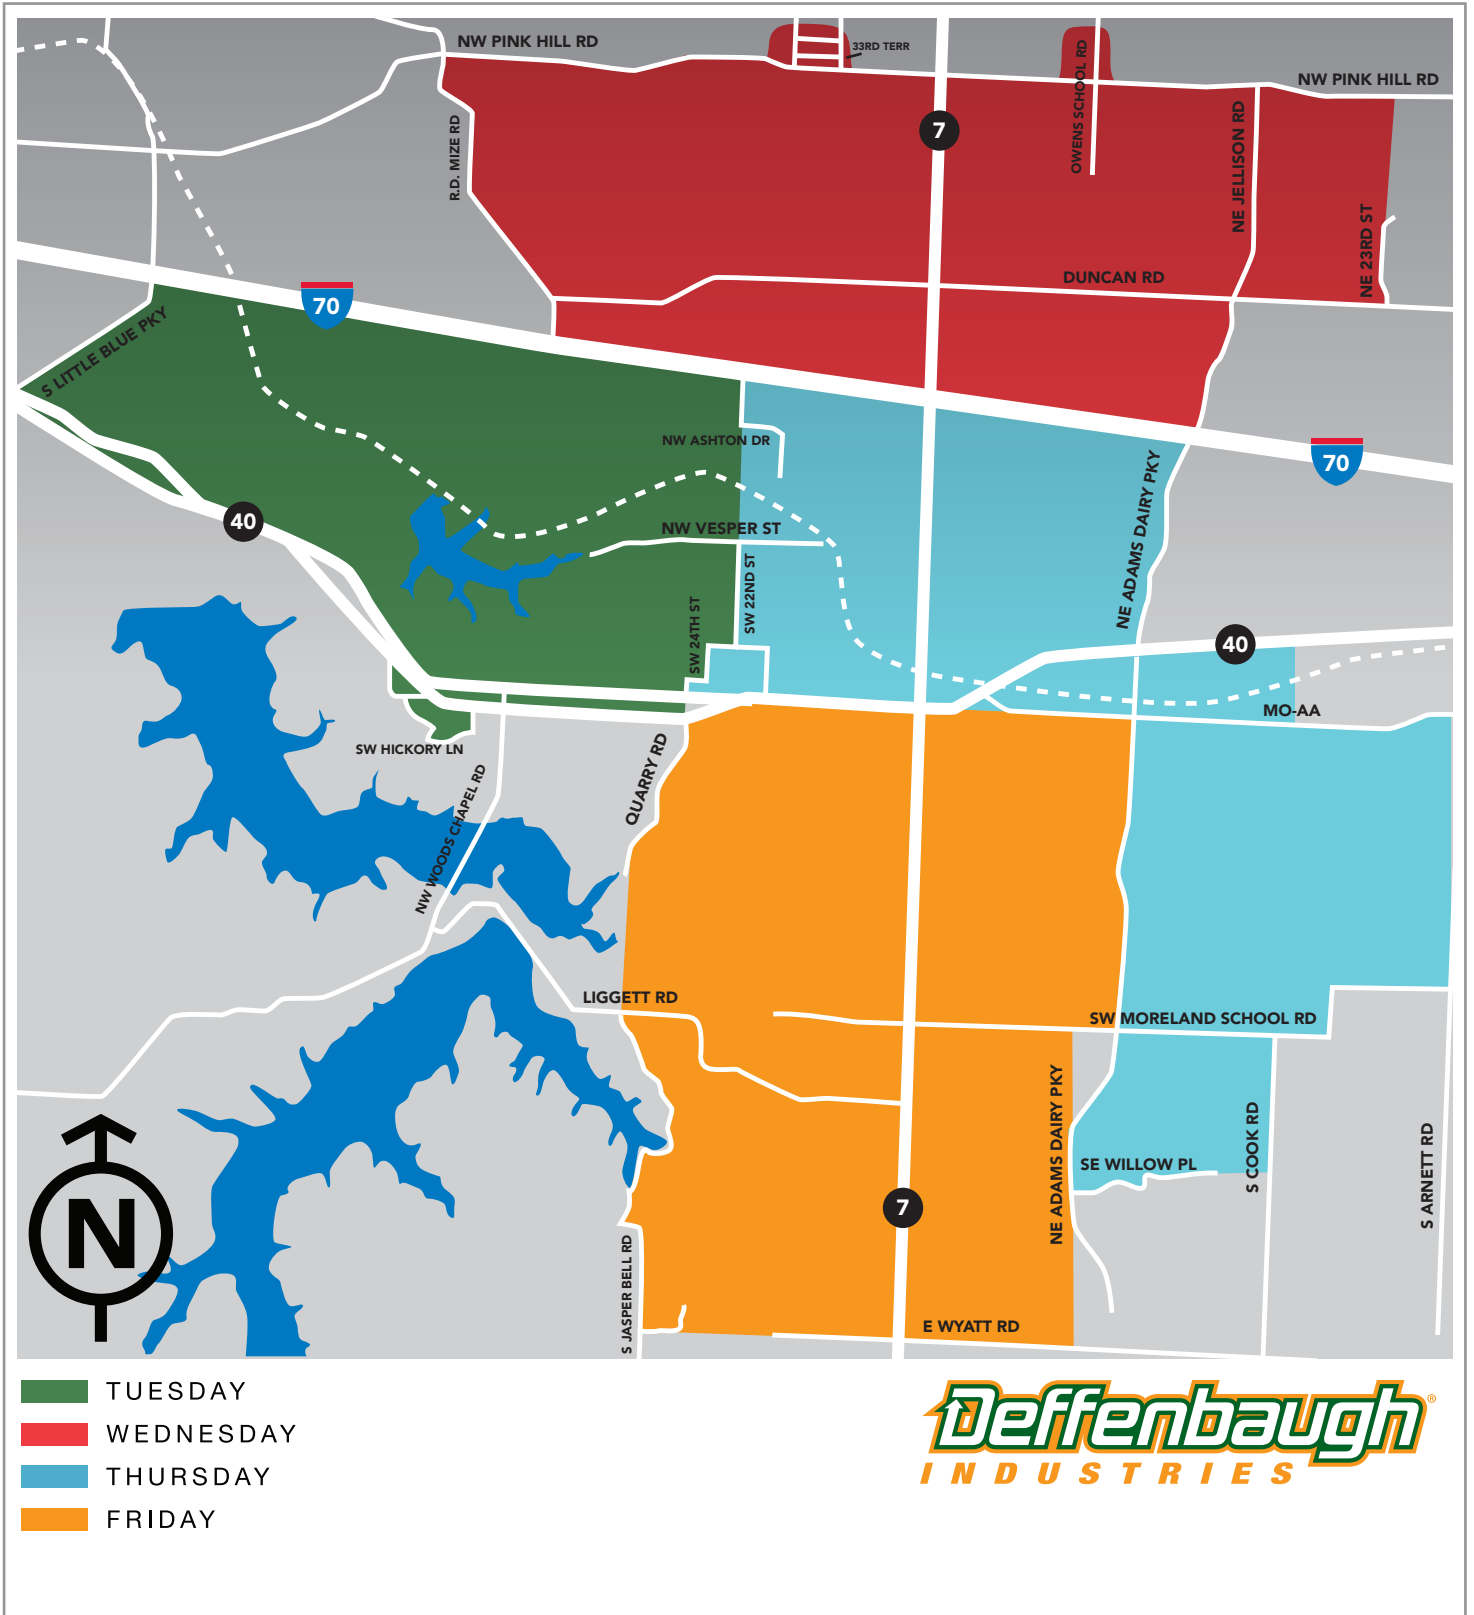 NW PINK HILL RD
33RD TERR
NW PINK HILL RD
OWENS SCHOOL RD
R.D. MIZE RD
7
NE JELLISON RD
NE 23RD ST
DUNCAN RD
70
S LITTLE BLUE PKY
NW ASHTON DR
70
40
NW VESPER ST
NE ADAMS DAIRY PKY
SW 22ND ST
SW 24TH ST
40
MO-AA
SW HICKORY LN
QUARRY RD
NW WOODS CHAPEL RD
LIGGETT RD
SW MORELAND SCHOOL RD
NE ADAMS DAIRY PKY
SE WILLOW PL
S COOK RD
S ARNETT RD
N
7
S JASPER BELL RD
E WYATT RD
TUESDAY
WEDNESDAY
THURSDAY
FRIDAY
Deffenbaugh®
INDUSTRIES